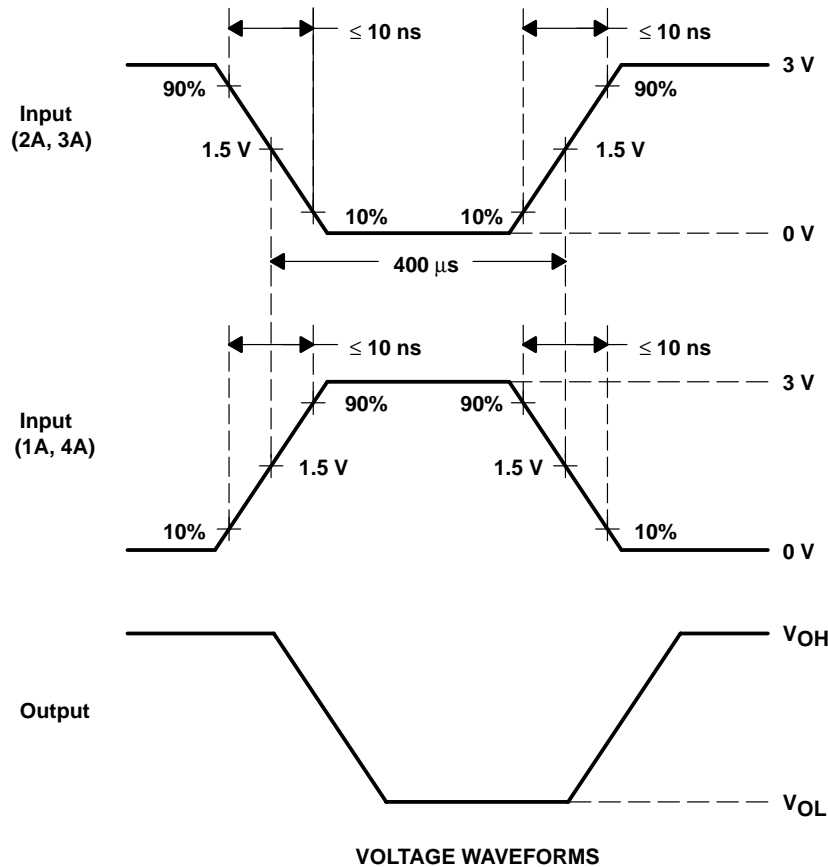 ≤ 10 ns ≤ 10 ns
3 V
90% 90%
Input
(2A, 3A)
1.5 V 1.5 V
10% 10%
0 V
400 μs
≤ 10 ns ≤ 10 ns
3 V
90% 90%
Input
(1A, 4A)
1.5 V 1.5 V
10% 10%
0 V
VOH
Output
VOL
VOLTAGE WAVEFORMS